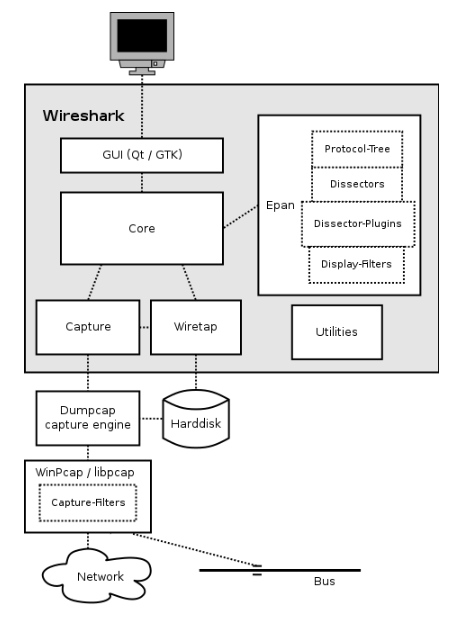 Wireshark
GUI (Qt / GTK)
Core
Epan
Protocol-Tree
Dissectors
Dissector-Plugins
Display-Filters
Capture
Wiretap
Utilities
Dumpcap
capture engine
Harddisk
WinPcap / libpcap
Capture-Filters
Network
Bus